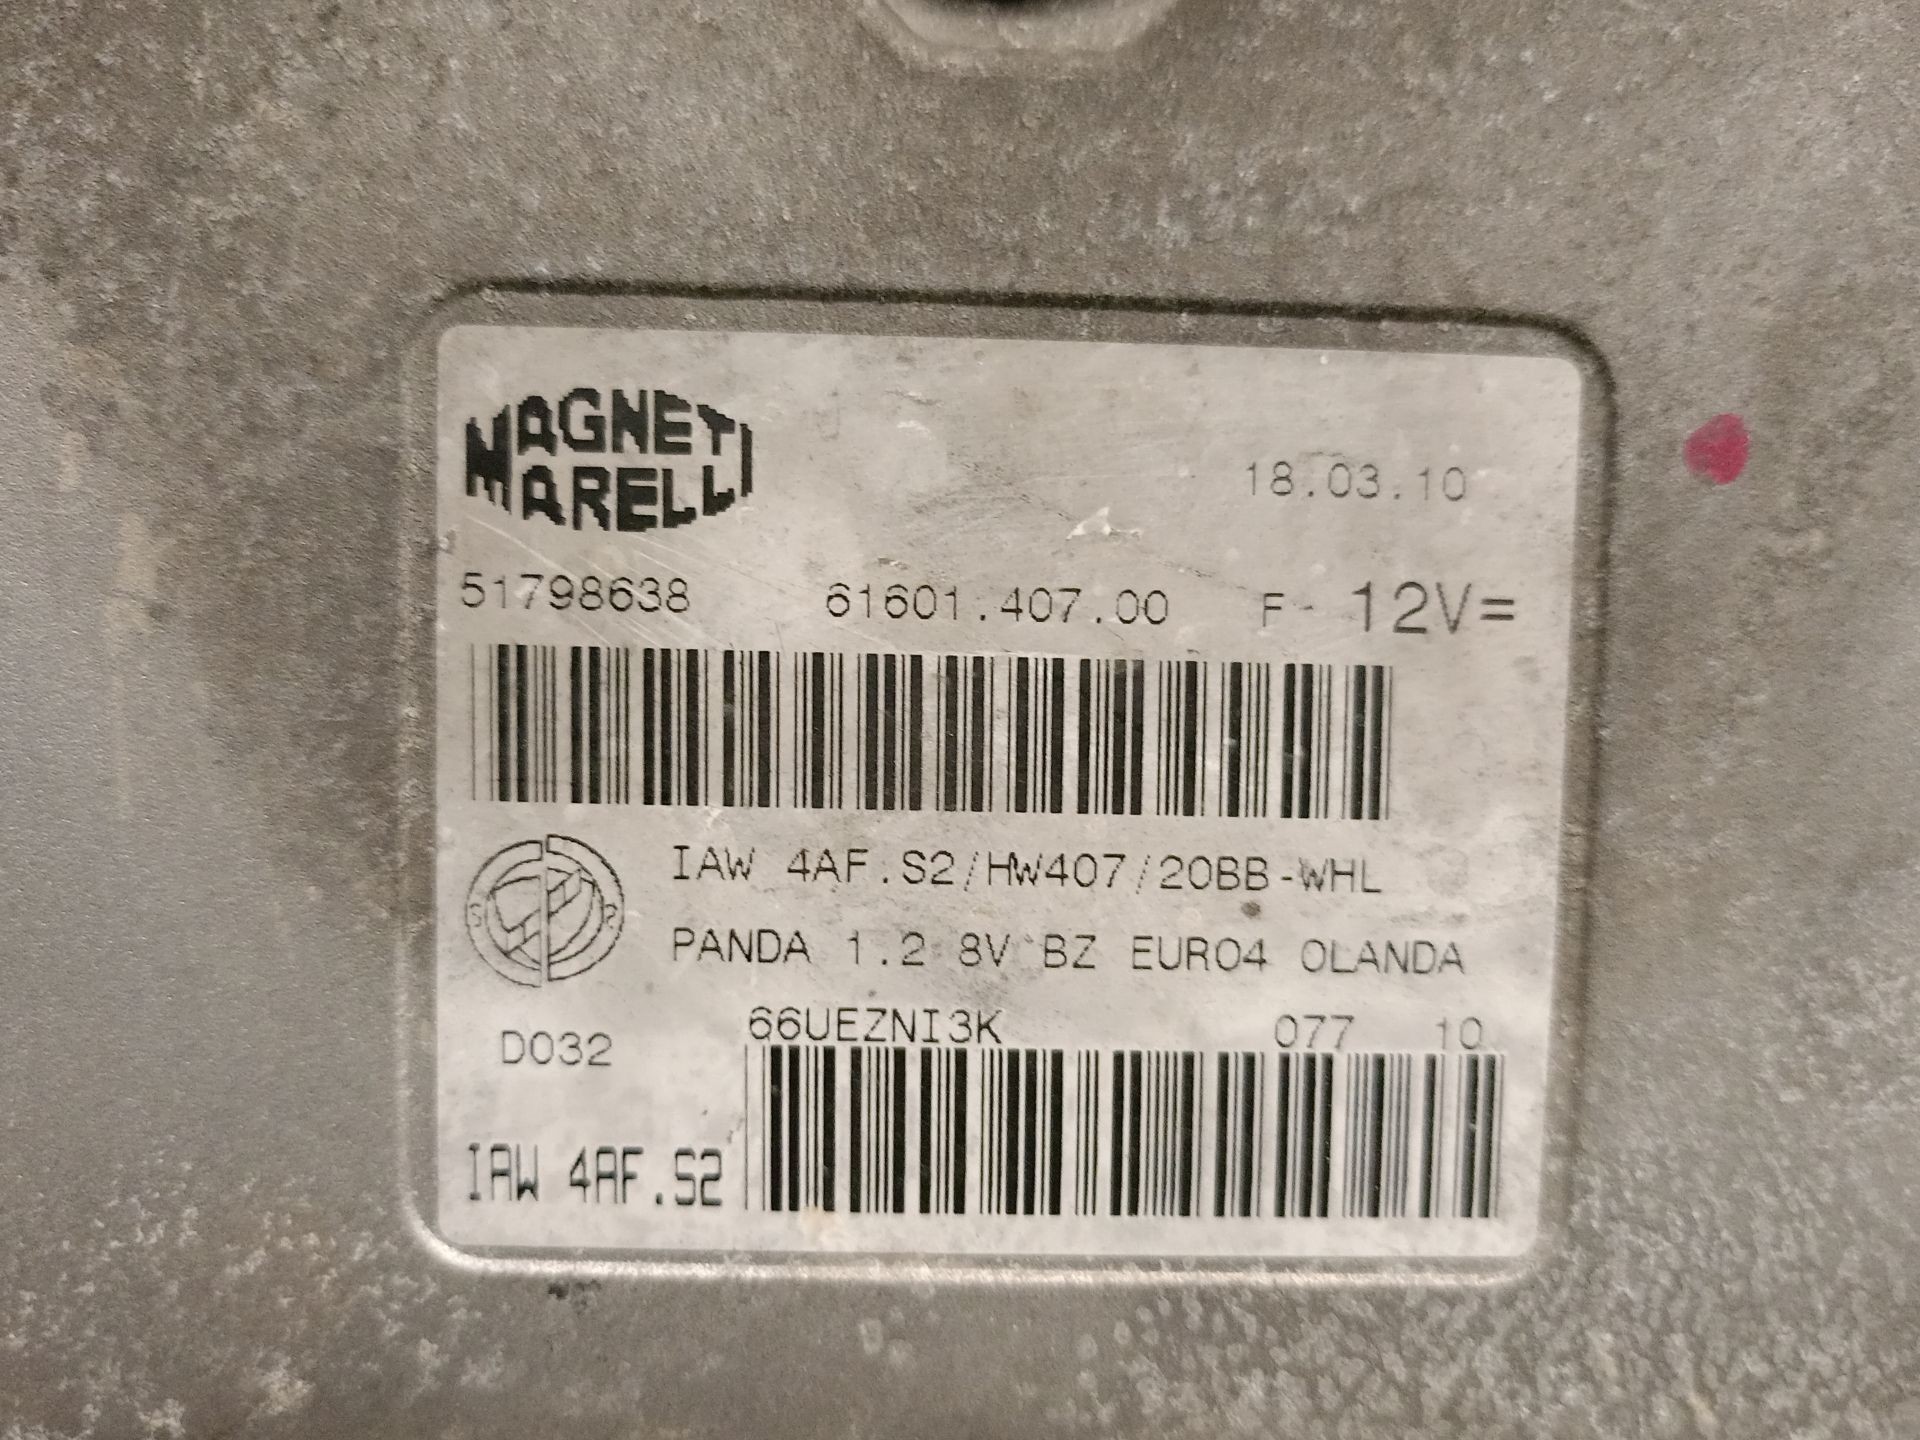 MAGNETI
MARELLI
18.03.10
51798638 61601.407.00 F- 12V=
IAW 4AF.S2/HW407/20BB-WHL
PANDA 1.2 8V BZ EURO4 OLANDA
66UEZNI3K 077 10
D032
IAW 4AF.S2